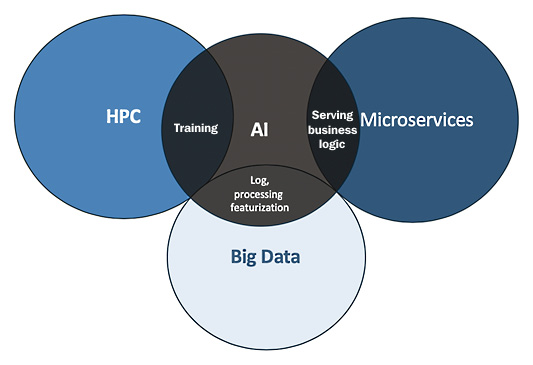 HPC
Training
AI
Serving
business
logic
Microservices
Log,
processing
featurization
Big Data